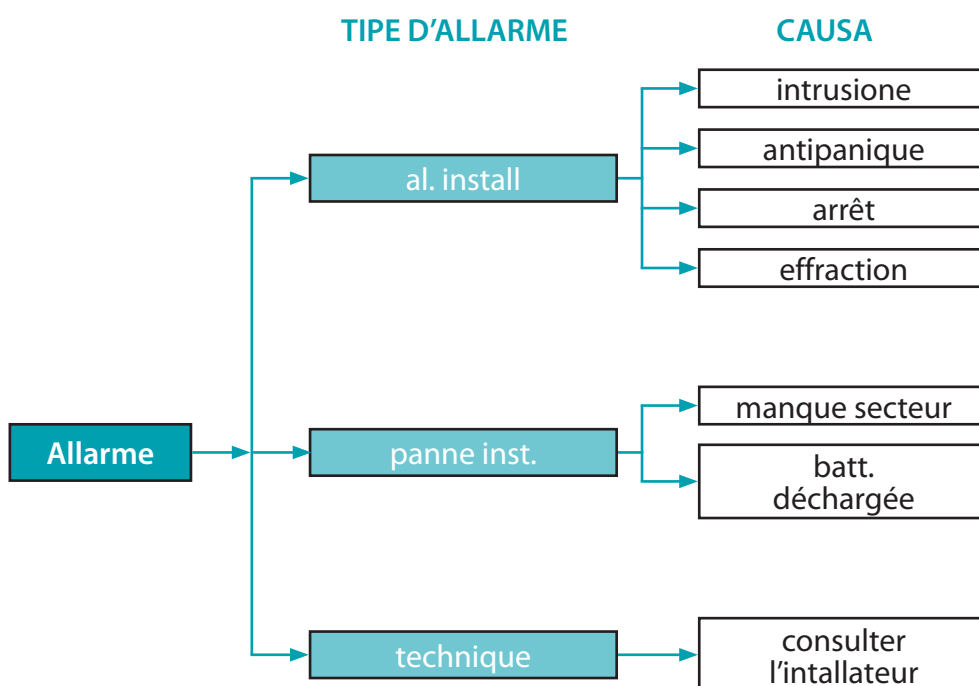 TIPE D'ALLARME
CAUSA
intrusione
antipanique
al. install
arrêt
effraction
manque secteur
Allarme
panne inst.
batt.
déchargée
technique
consulter
l'intallateur